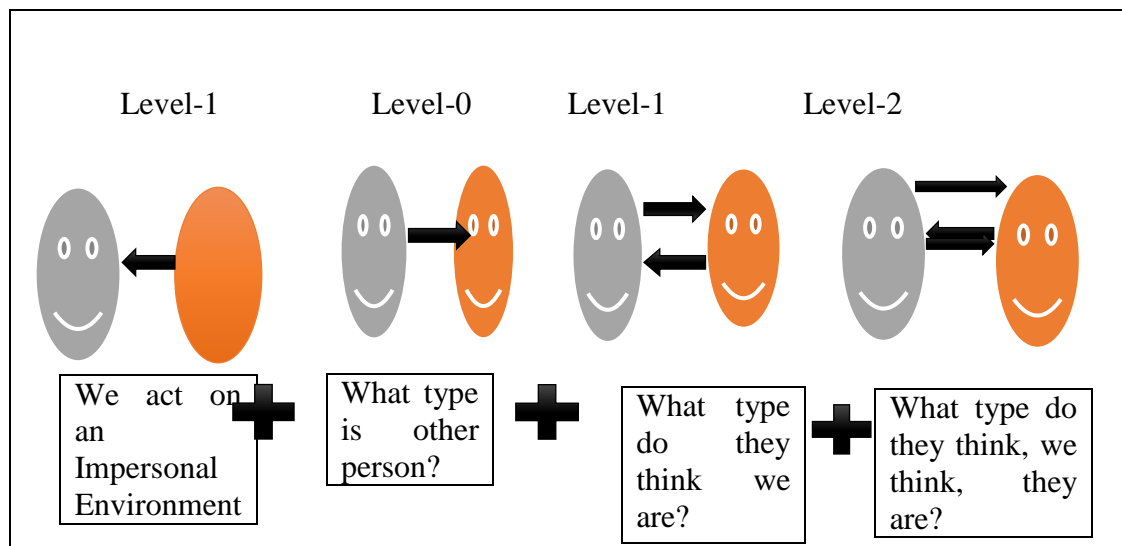 Level-1
Level-0
Level-1
Level-2
We act on
an
Impersonal
Environment
What type
is other
person?
What type
do they
think we
are?
What type do
they think, we
think, they
are?